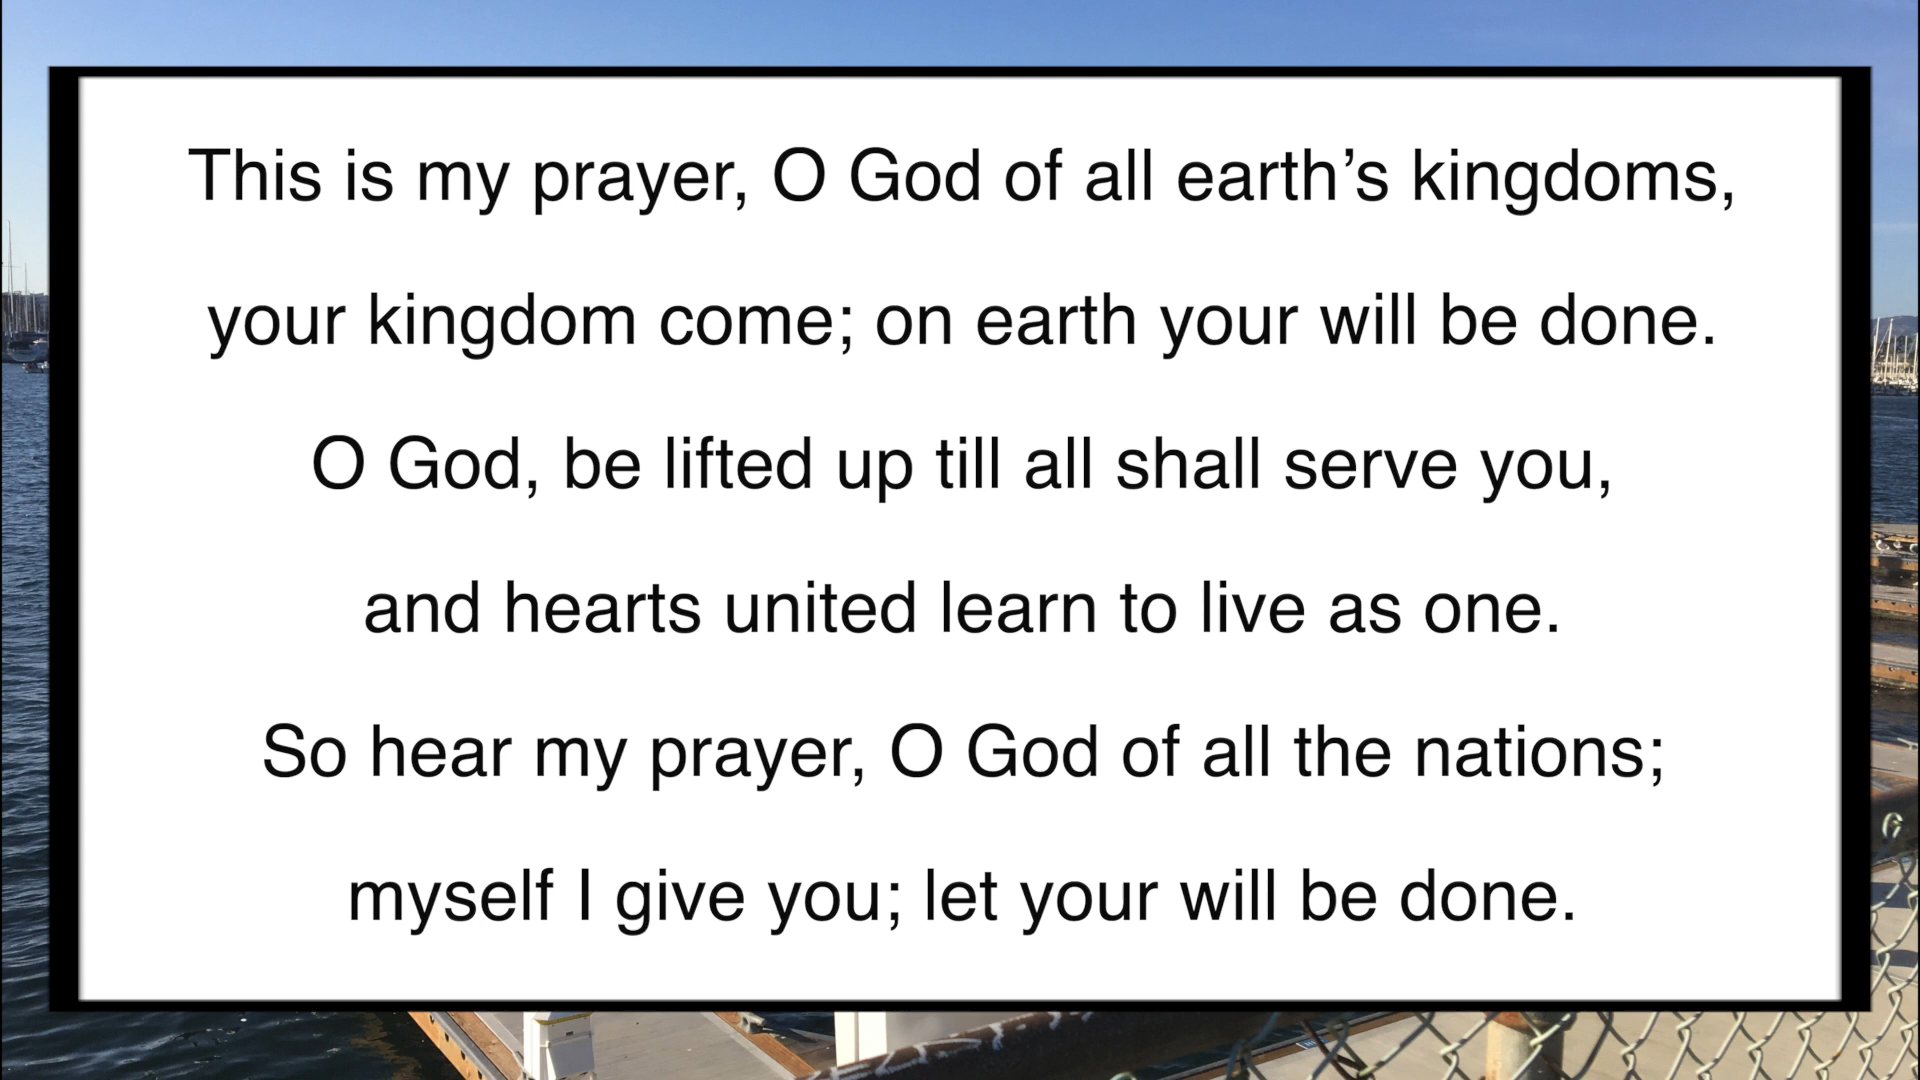 This is my prayer, O God of all earth’s kingdoms,
your kingdom come; on earth your will be done.
O God, be lifted up till all shall serve you,
and hearts united learn to live as one.
So hear my prayer, O God of all the nations;
myself I give you; let your will be done.